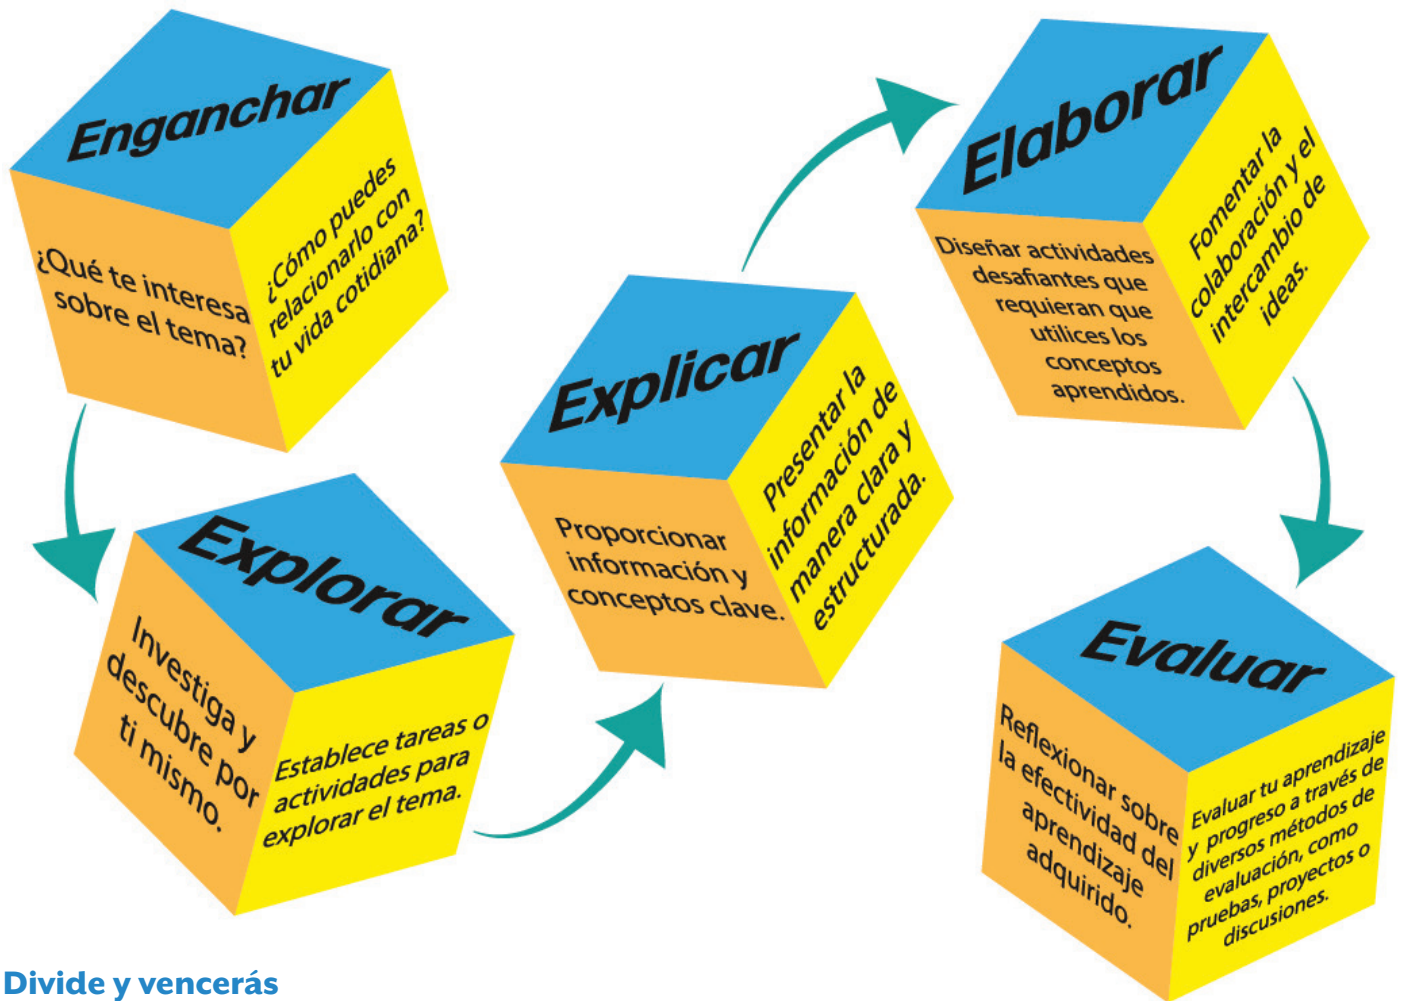 Enganchar
¿Qué te interesa
sobre el tema?
¿Cómo puedes
relacionarlo con
tu vida cotidiana?
Explorar
Investiga y
descubre por
ti mismo.
Establece tareas o
actividades para
explorar el tema.
Explicar
Proporcionar
información y
conceptos clave.
Presentar la
información de
manera clara y
estructurada.
Elaborar
Diseñar actividades
desafiantes que
requieran que
utilices los
conceptos
aprendidos.
Fomentar la
colaboración y el
intercambio de
ideas.
Evaluar
Reflexionar sobre
la efectividad del
aprendizaje
adquirido.
Evaluar tu aprendizaje
y progreso a través de
diversos métodos de
evaluación, como
pruebas, proyectos o
discusiones.
Divide y vencerás